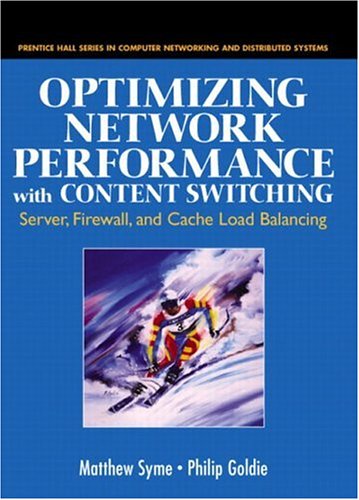 PRENTICE HALL SERIES IN COMPUTER NETWORKING AND DISTRIBUTED SYSTEMS
OPTIMIZING
NETWORK
PERFORMANCE
with CONTENT SWITCHING
Server, Firewall, and Cache Load Balancing
Matthew Syme • Philip Goldie